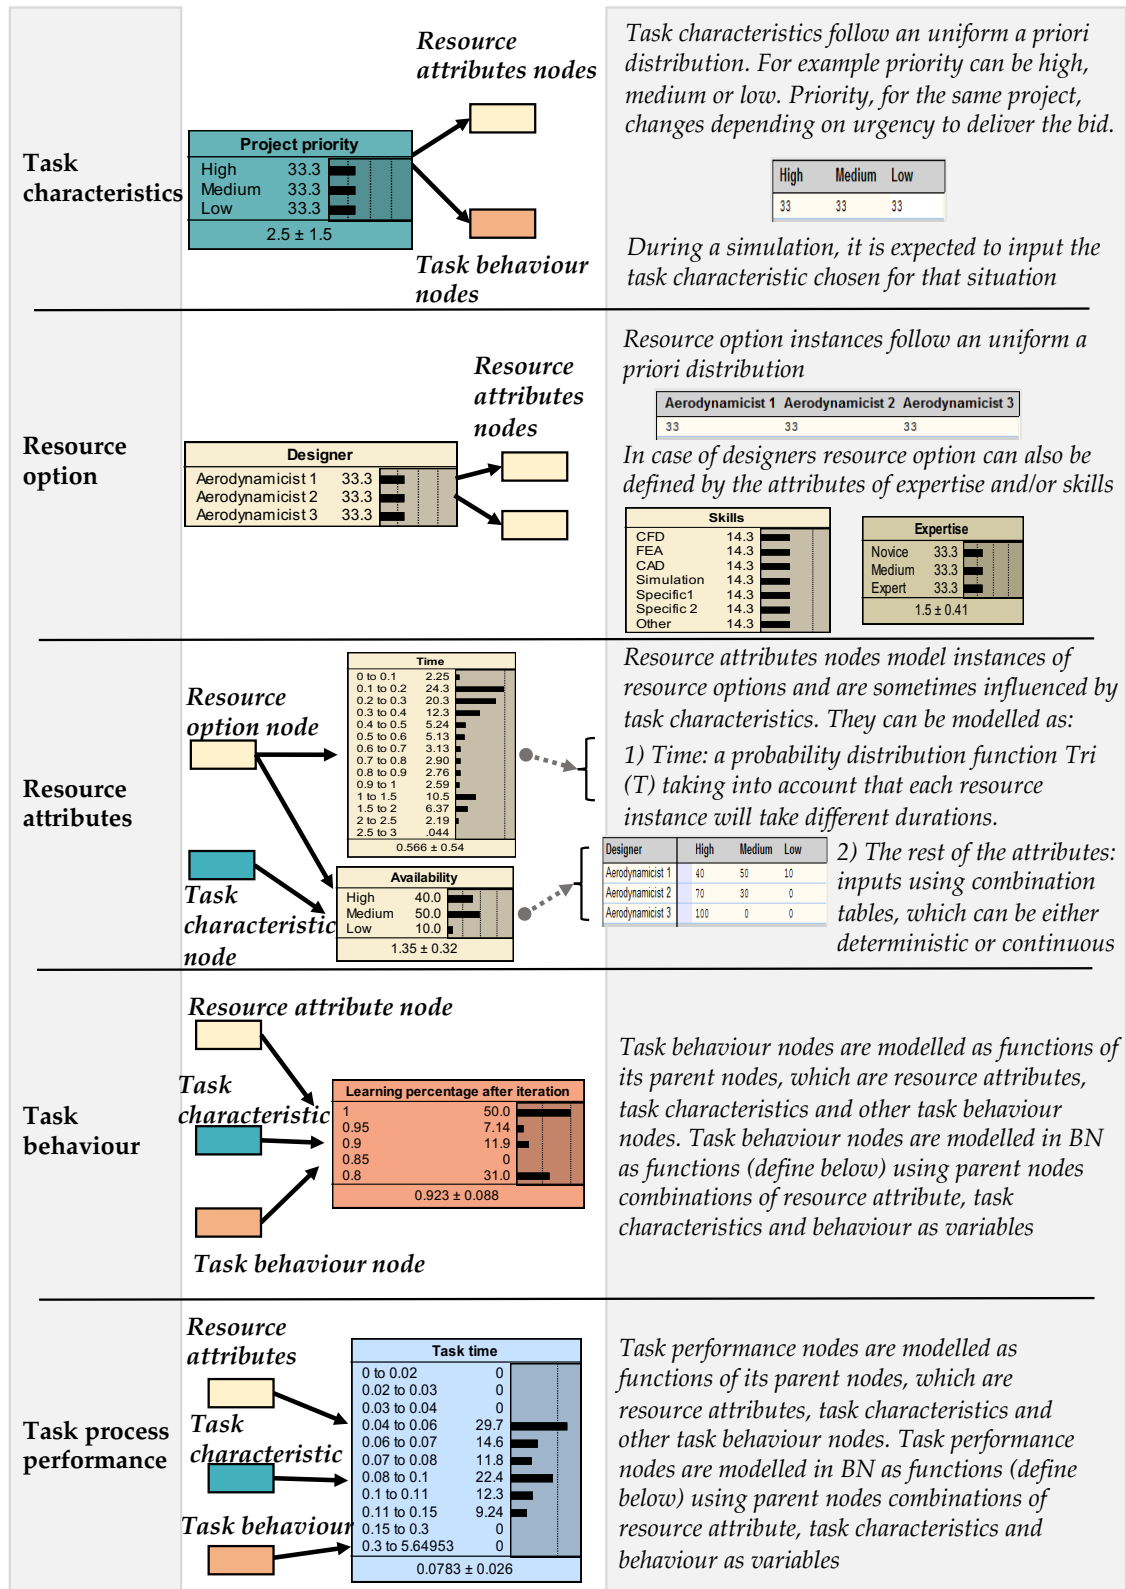 Task
characteristics
Resource
attributes nodes
Project priority
High 33.3
Medium 33.3
Low 33.3
2.5 ± 1.5
Task behaviour
nodes
Task characteristics follow an uniform a priori
distribution. For example priority can be high,
medium or low. Priority, for the same project,
changes depending on urgency to deliver the bid.
High Medium Low
33 33 33
During a simulation, it is expected to input the
task characteristic chosen for that situation
Resource
option
Resource
attributes
nodes
Designer
Aerodynamicist 1 33.3
Aerodynamicist 2 33.3
Aerodynamicist 3 33.3
Resource option instances follow an uniform a
priori distribution
Aerodynamicist 1 Aerodynamicist 2 Aerodynamicist 3
33 33 33
In case of designers resource option can also be
defined by the attributes of expertise and/or skills
Skills
CFD 14.3
FEA 14.3
CAD 14.3
Simulation 14.3
Specific1 14.3
Specific 2 14.3
Other 14.3
Expertise
Novice 33.3
Medium 33.3
Expert 33.3
1.5 ± 0.41
Resource
attributes
Resource
option node
Time
0 to 0.1 2.25
0.1 to 0.2 24.3
0.2 to 0.3 20.3
0.3 to 0.4 12.3
0.4 to 0.5 5.24
0.5 to 0.6 5.13
0.6 to 0.7 3.13
0.7 to 0.8 2.90
0.8 to 0.9 2.76
0.9 to 1 2.59
1 to 1.5 10.5
1.5 to 2 6.37
2 to 2.5 2.19
2.5 to 3 .044
0.566 ± 0.54
Task
characteristic
node
Availability
High 40.0
Medium 50.0
Low 10.0
1.35 ± 0.32
Resource attributes nodes model instances of
resource options and are sometimes influenced by
task characteristics. They can be modelled as:
1) Time: a probability distribution function Tri
(T) taking into account that each resource
instance will take different durations.
Designer High Medium Low
Aerodynamicist 1 40 50 10
Aerodynamicist 2 70 30 0
Aerodynamicist 3 100 0 0
2) The rest of the attributes:
inputs using combination
tables, which can be either
deterministic or continuous
Task
behaviour
Resource attribute node
Task
characteristic
Learning percentage after iteration
1 50.0
0.95 7.14
0.9 11.9
0.85 0
0.8 31.0
0.923 ± 0.088
Task behaviour node
Task behaviour nodes are modelled as functions of
its parent nodes, which are resource attributes,
task characteristics and other task behaviour
nodes. Task behaviour nodes are modelled in BN
as functions (define below) using parent nodes
combinations of resource attribute, task
characteristics and behaviour as variables
Task process
performance
Resource
attributes
Task
characteristic
Task behaviour
Task time
0 to 0.02 0
0.02 to 0.03 0
0.03 to 0.04 0
0.04 to 0.06 29.7
0.06 to 0.07 14.6
0.07 to 0.08 11.8
0.08 to 0.1 22.4
0.1 to 0.11 12.3
0.11 to 0.15 9.24
0.15 to 0.3 0
0.3 to 5.64953 0
0.0783 ± 0.026
Task performance nodes are modelled as
functions of its parent nodes, which are
resource attributes, task characteristics and
other task behaviour nodes. Task performance
nodes are modelled in BN as functions (define
below) using parent nodes combinations of
resource attribute, task characteristics and
behaviour as variables